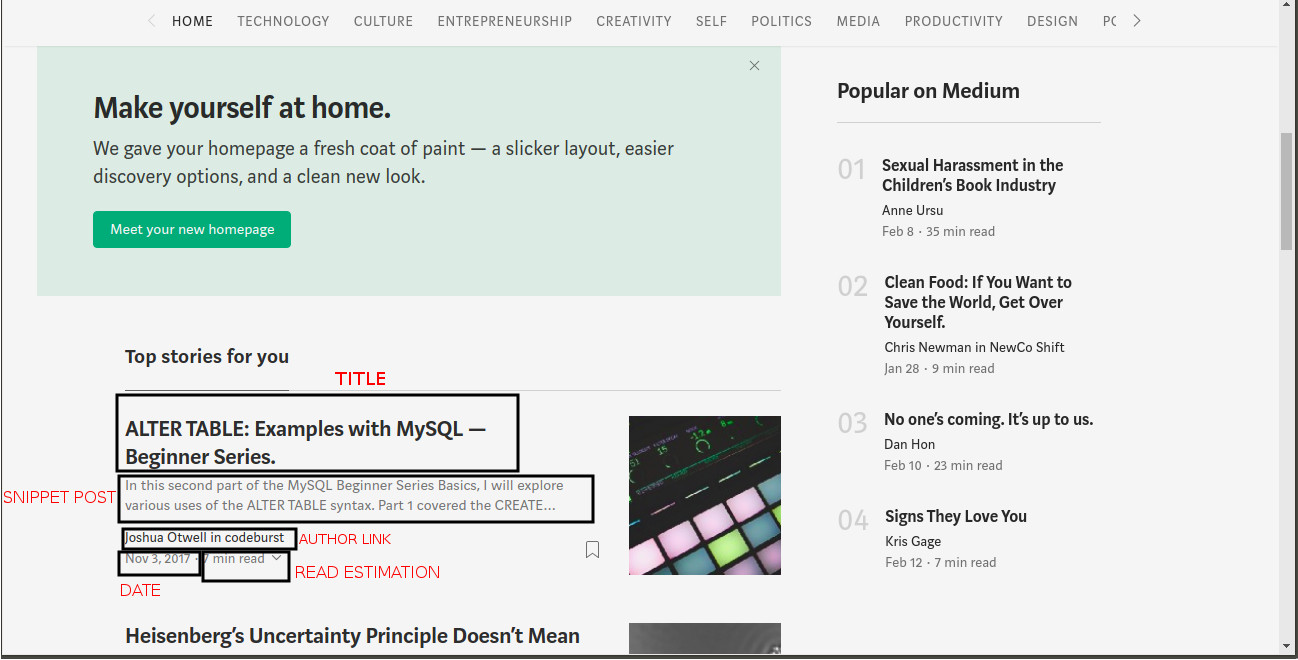 HOME TECHNOLOGY CULTURE ENTREPRENEURSHIP CREATIVITY SELF POLITICS MEDIA PRODUCTIVITY DESIGN
Make yourself at home.
We gave your homepage a fresh coat of paint — a slicker layout, easier
discovery options, and a clean new look.
Meet your new homepage
Top stories for you
TITLE
ALTER TABLE: Examples with MySQL —
Beginner Series.
SNIPPET POST
In this second part of the MySQL Beginner Series Basics, I will explore
various uses of the ALTER TABLE syntax. Part 1 covered the CREATE…
Joshua Otwell in codeburst
AUTHOR LINK
Nov 3, 2017 · 7 min read
READ ESTIMATION
DATE
Heisenberg's Uncertainty Principle Doesn't Mean
Popular on Medium
01
Sexual Harassment in the
Children's Book Industry
Anne Ursu
Feb 8 · 35 min read
02
Clean Food: If You Want to
Save the World, Get Over
Yourself.
Chris Newman in NewCo Shift
Jan 28 · 9 min read
03
No one's coming. It's up to us.
Dan Hon
Feb 10 · 23 min read
04
Signs They Love You
Kris Gage
Feb 12 · 7 min read